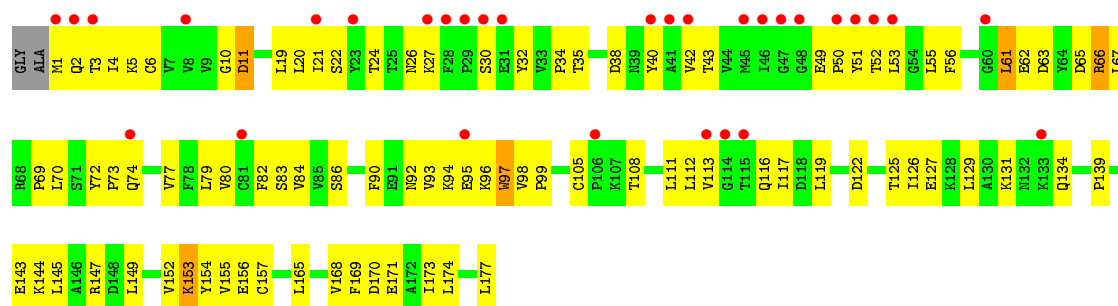 GLY ALA M1 Q2 T3 I4 K5 C6 V7 V8 V9 G10 D11 L19 L20 I21 S22 Y23 T24 T25 N26 K27 F28 P29 S30 E31 Y32 V33 P34 T35 D38 N39 Y40 A41 V42 T43 V44 M45 I46 G47 G48 E49 P50 Y51 T52 L53 G54 L55 F56 G60 L61 E62 D63 Y64 D65 R66 L67
R68 P69 L70 S71 Y72 P73 Q74 V77 F78 L79 V80 C81 F82 S83 V84 V85 S86 F90 E91 N92 V93 K94 E95 K96 W97 V98 P99 C105 P106 K107 T108 L111 L112 V113 G114 T115 Q116 I117 D118 L119 D122 T125 I126 E127 K128 L129 A130 K131 N132 K133 Q134 P139
E143 K144 L145 A146 R147 D148 L149 V152 K153 Y154 V155 E156 C157 L165 V168 F169 D170 E171 A172 I173 L174 L177